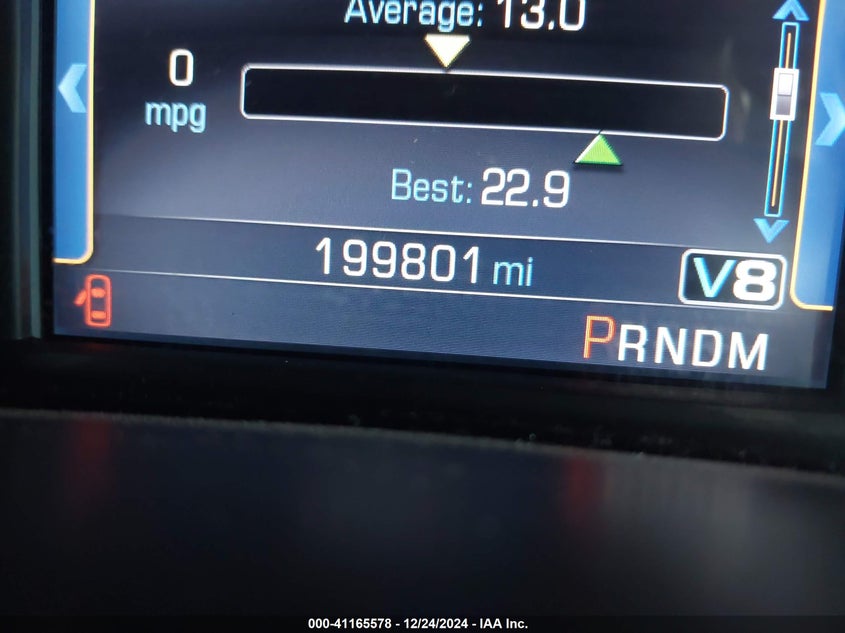 Average: 13.0
0
mpg
Best: 22.9
199801 mi
V8
PRNDM
000-41165578 - 12/24/2024 - IAA Inc.